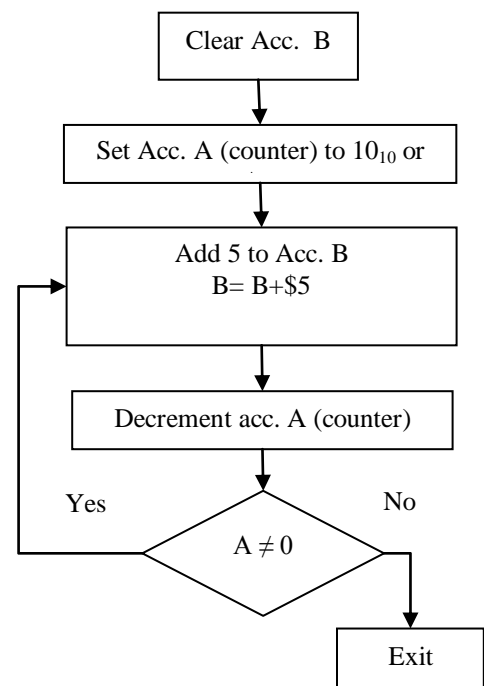 Clear Acc. B
Set Acc. A (counter) to 10₁₀ or
Add 5 to Acc. B
B= B+$5
Decrement acc. A (counter)
Yes
No
A ≠ 0
Exit